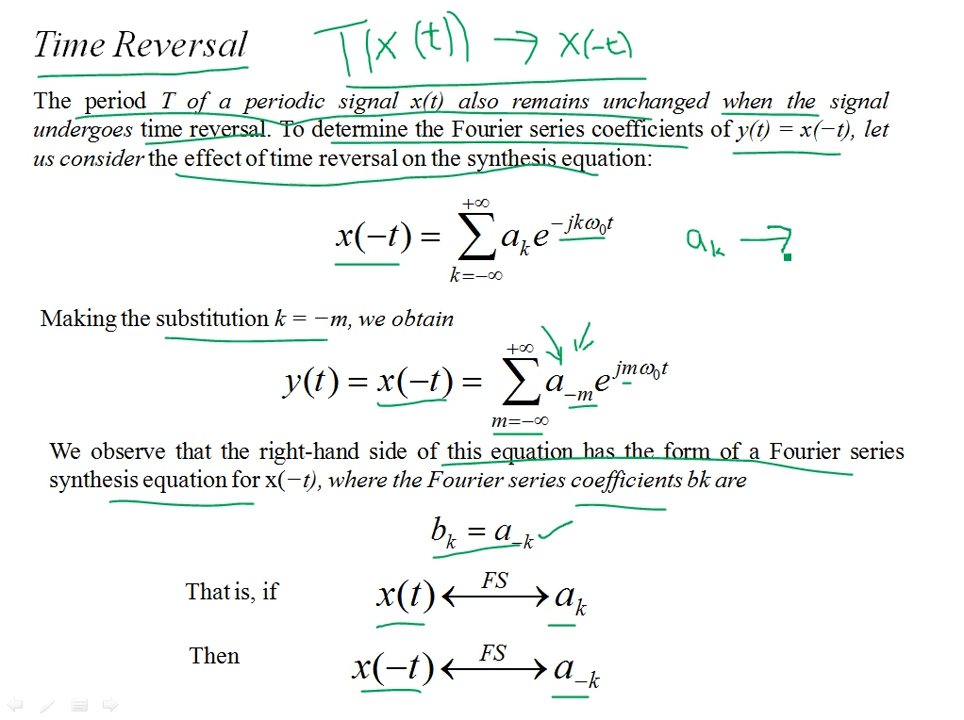 Time Reversal T(x(t)) → x(-t)
The period T of a periodic signal x(t) also remains unchanged when the signal
undergoes time reversal. To determine the Fourier series coefficients of y(t) = x(−t), let
us consider the effect of time reversal on the synthesis equation:
x(−t) = \sum_{k=-∞}^{+∞} a_k e^{-jkω_0t} a_k → ?
Making the substitution k = −m, we obtain
y(t) = x(−t) = \sum_{m=-∞}^{+∞} a_{-m} e^{jmω_0t}
We observe that the right-hand side of this equation has the form of a Fourier series
synthesis equation for x(−t), where the Fourier series coefficients bk are
b_k = a_{-k} ✓
That is, if x(t) ←FS→ a_k
Then x(−t) ←FS→ a_{-k}